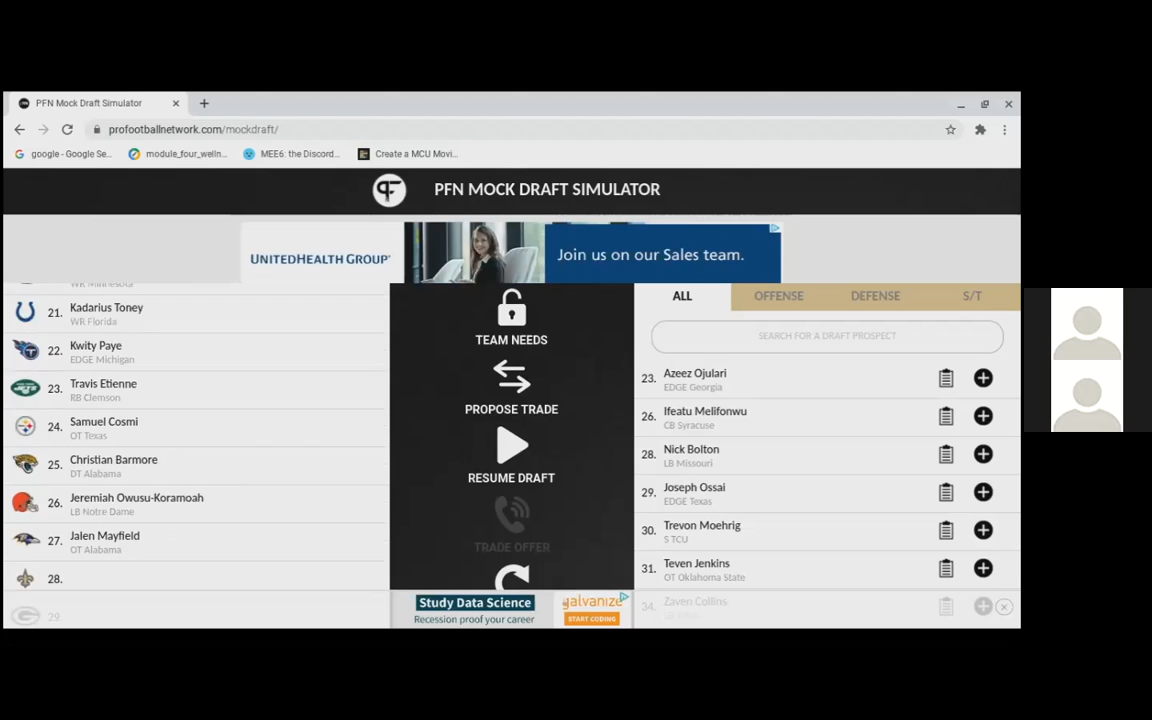 PFN Mock Draft Simulator
profootballnetwork.com/mockdraft/
google - Google Se...
module_four_welln...
MEE6: the Discord...
Create a MCU Movi...
PFN MOCK DRAFT SIMULATOR
UNITEDHEALTH GROUP
Join us on our Sales team.
WR Minnesota
21. Kadarius Toney
WR Florida
22. Kwity Paye
EDGE Michigan
23. Travis Etienne
RB Clemson
24. Samuel Cosmi
OT Texas
25. Christian Barmore
DT Alabama
26. Jeremiah Owusu-Koramoah
LB Notre Dame
27. Jalen Mayfield
OT Alabama
28.
29.
TEAM NEEDS
PROPOSE TRADE
RESUME DRAFT
TRADE OFFER
Study Data Science
Recession proof your career
galvanize
START CODING
ALL OFFENSE DEFENSE S/T
SEARCH FOR A DRAFT PROSPECT
23. Azeez Ojulari
EDGE Georgia
26. Ifeatu Melifonwu
CB Syracuse
28. Nick Bolton
LB Missouri
29. Joseph Ossai
EDGE Texas
30. Trevon Moehrig
S TCU
31. Teven Jenkins
OT Oklahoma State
34. Zaven Collins